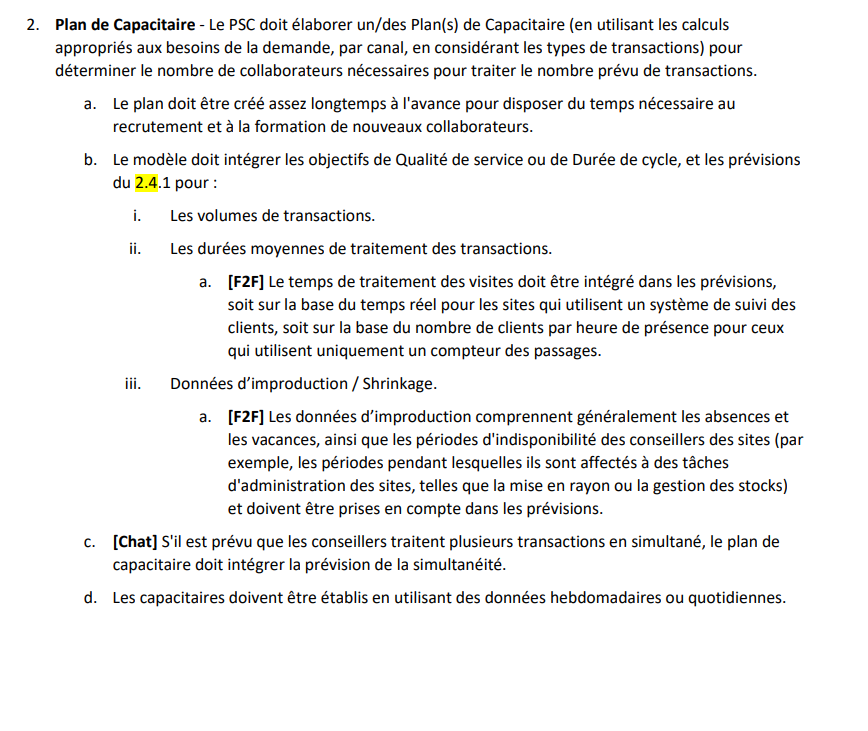 2. Plan de Capacitaire - Le PSC doit élaborer un/des Plan(s) de Capacitaire (en utilisant les calculs
appropriés aux besoins de la demande, par canal, en considérant les types de transactions) pour
déterminer le nombre de collaborateurs nécessaires pour traiter le nombre prévu de transactions.
a. Le plan doit être créé assez longtemps à l'avance pour disposer du temps nécessaire au
recrutement et à la formation de nouveaux collaborateurs.
b. Le modèle doit intégrer les objectifs de Qualité de service ou de Durée de cycle, et les prévisions
du 2.4.1 pour :
i. Les volumes de transactions.
ii. Les durées moyennes de traitement des transactions.
a. [F2F] Le temps de traitement des visites doit être intégré dans les prévisions,
soit sur la base du temps réel pour les sites qui utilisent un système de suivi des
clients, soit sur la base du nombre de clients par heure de présence pour ceux
qui utilisent uniquement un compteur des passages.
iii. Données d’improduction / Shrinkage.
a. [F2F] Les données d’improduction comprennent généralement les absences et
les vacances, ainsi que les périodes d'indisponibilité des conseillers des sites (par
exemple, les périodes pendant lesquelles ils sont affectés à des tâches
d'administration des sites, telles que la mise en rayon ou la gestion des stocks)
et doivent être prises en compte dans les prévisions.
c. [Chat] S'il est prévu que les conseillers traitent plusieurs transactions en simultané, le plan de
capacitaire doit intégrer la prévision de la simultanéité.
d. Les capacitaires doivent être établis en utilisant des données hebdomadaires ou quotidiennes.